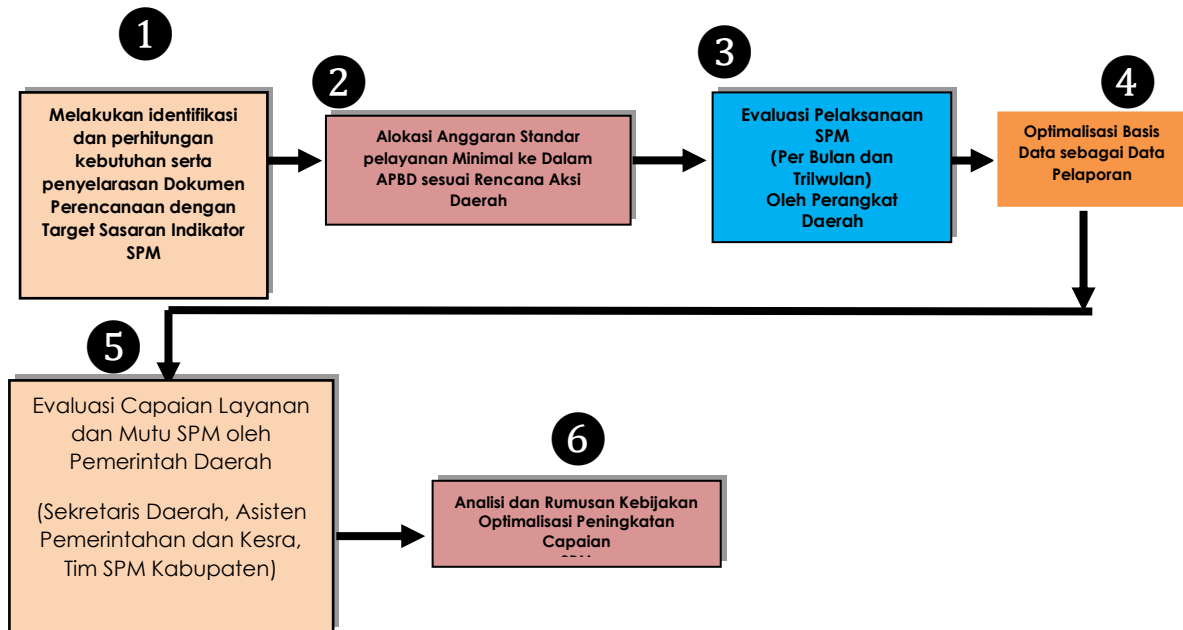 1
Melakukan identifikasi
dan perhitungan
kebutuhan serta
penyelarasan Dokumen
Perencanaan dengan
Target Sasaran Indikator
SPM
2
Alokasi Anggaran Standar
pelayanan Minimal ke Dalam
APBD sesuai Rencana Aksi
Daerah
3
Evaluasi Pelaksanaan
SPM
(Per Bulan dan
Trilwulan)
Oleh Perangkat
Daerah
4
Optimalisasi Basis
Data sebagai Data
Pelaporan
5
Evaluasi Capaian Layanan
dan Mutu SPM oleh
Pemerintah Daerah
(Sekretaris Daerah, Asisten
Pemerintahan dan Kesra,
Tim SPM Kabupaten)
6
Analisi dan Rumusan Kebijakan
Optimalisasi Peningkatan
Capaian